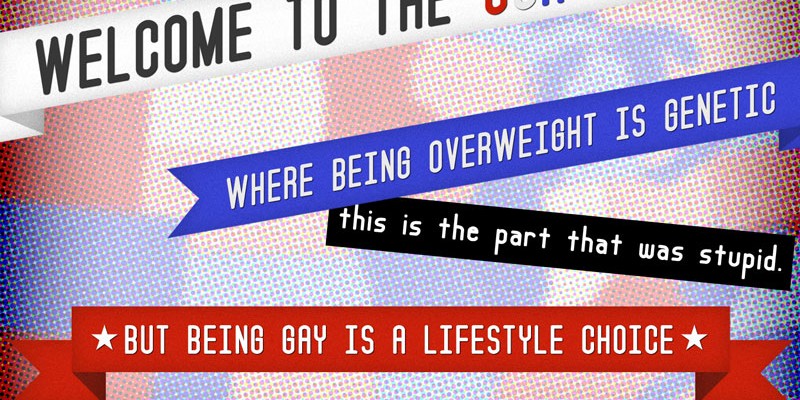 WELCOME TO THE
WHERE BEING OVERWEIGHT IS GENETIC
this is the part that was stupid.
★BUT BEING GAY IS A LIFESTYLE CHOICE★